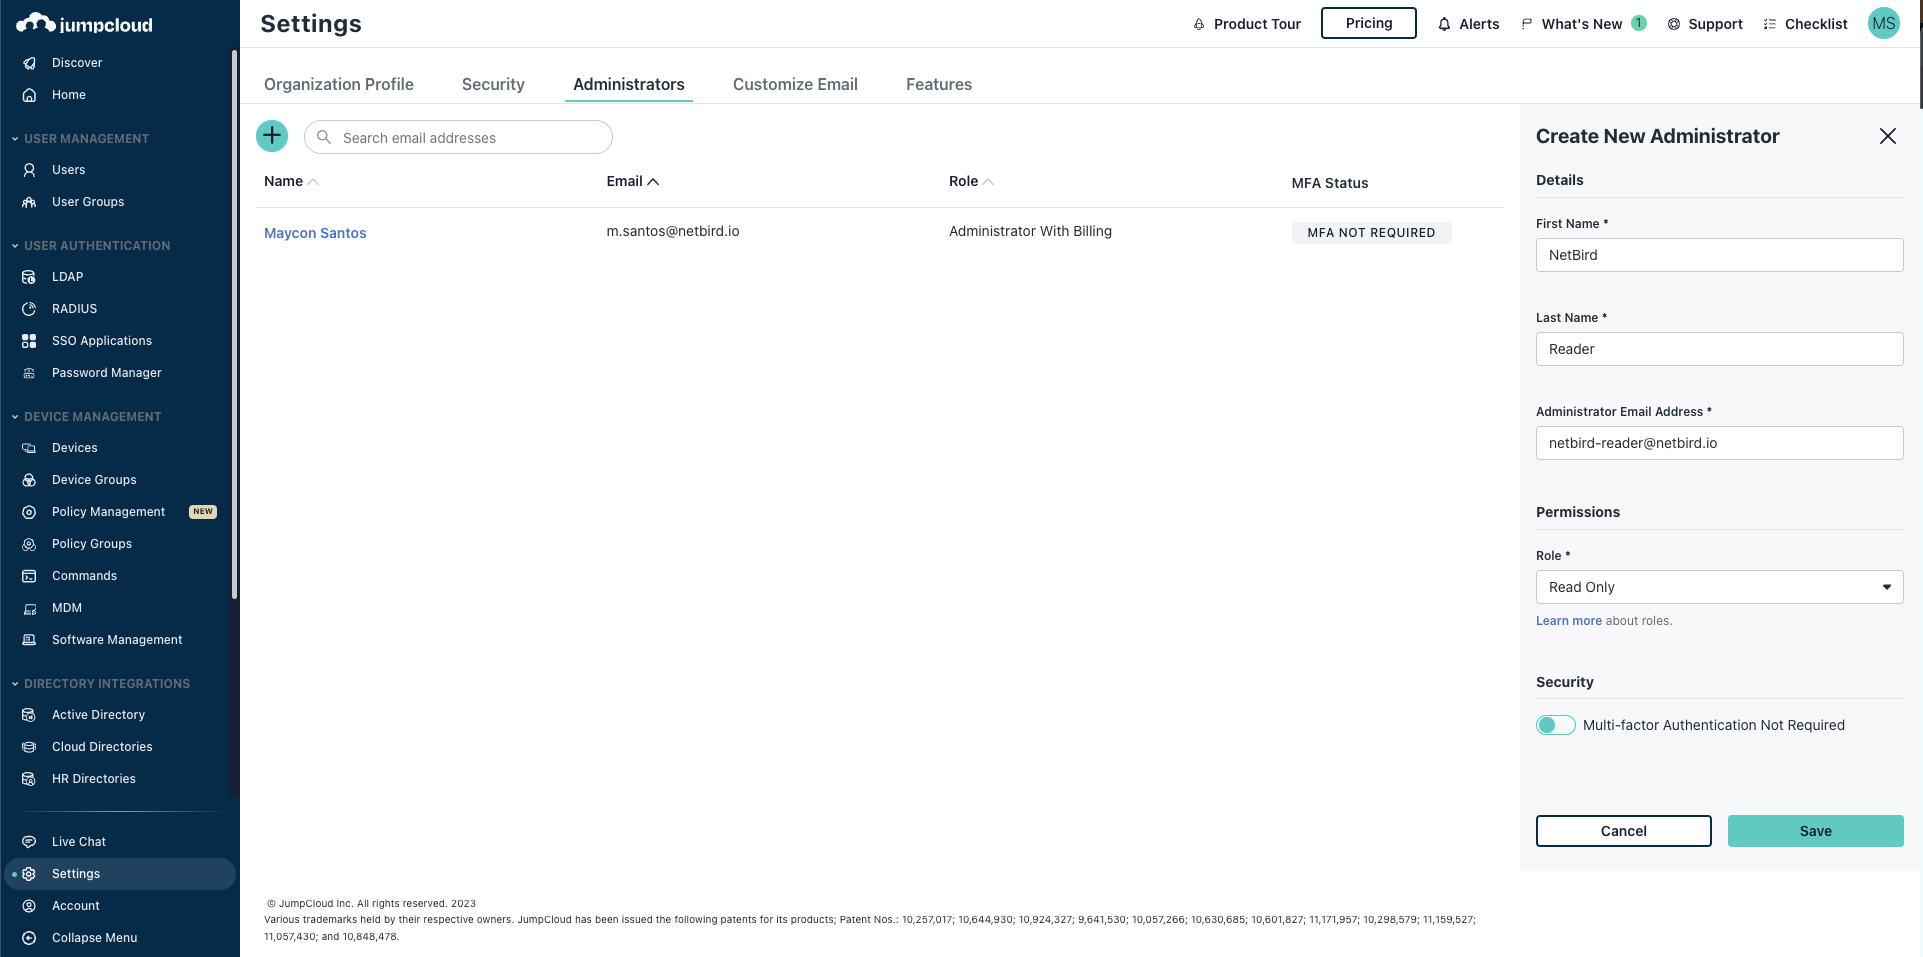 jumpcloud
Discover
Home
USER MANAGEMENT
Users
User Groups
USER AUTHENTICATION
LDAP
RADIUS
SSO Applications
Password Manager
DEVICE MANAGEMENT
Devices
Device Groups
Policy Management NEW
Policy Groups
Commands
MDM
Software Management
DIRECTORY INTEGRATIONS
Active Directory
Cloud Directories
HR Directories
Live Chat
Settings
Account
Collapse Menu
Settings
Product Tour Pricing Alerts What's New 1 Support Checklist MS
Organization Profile Security Administrators Customize Email Features
Search email addresses
Name Email Role MFA Status
Maycon Santos m.santos@netbird.io Administrator With Billing MFA NOT REQUIRED
Create New Administrator
Details
First Name *
NetBird
Last Name *
Reader
Administrator Email Address *
netbird-reader@netbird.io
Permissions
Role *
Read Only
Learn more about roles.
Security
Multi-factor Authentication Not Required
Cancel Save
© JumpCloud Inc. All rights reserved. 2023
Various trademarks held by their respective owners. JumpCloud has been issued the following patents for its products; Patent Nos.: 10,257,017; 10,644,930; 10,924,327; 9,641,530; 10,057,266; 10,630,685; 10,601,827; 11,171,957; 10,298,579; 11,159,527;
11,057,430; and 10,848,478.